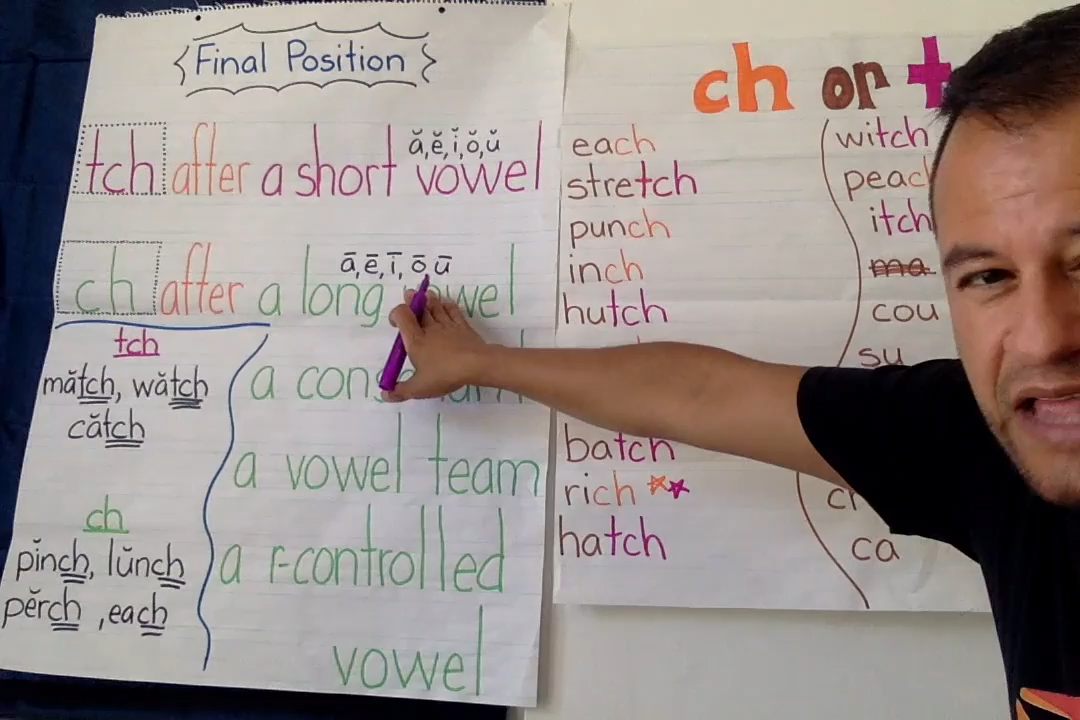 Final Position
ă, ĕ, ĭ, ŏ, ŭ
tch after a short vowel
ā, ē, ī, ō ū
ch after a long vowel
a consonant
a vowel team
a r-controlled
vowel
tch
mătch, wătch
cătch
ch
pĭnch, lŭnch
pĕrch, each
ch or t
each
stretch
punch
inch
hutch
batch
rich
hatch
witch
peach
itch
ma
cou
su
ca